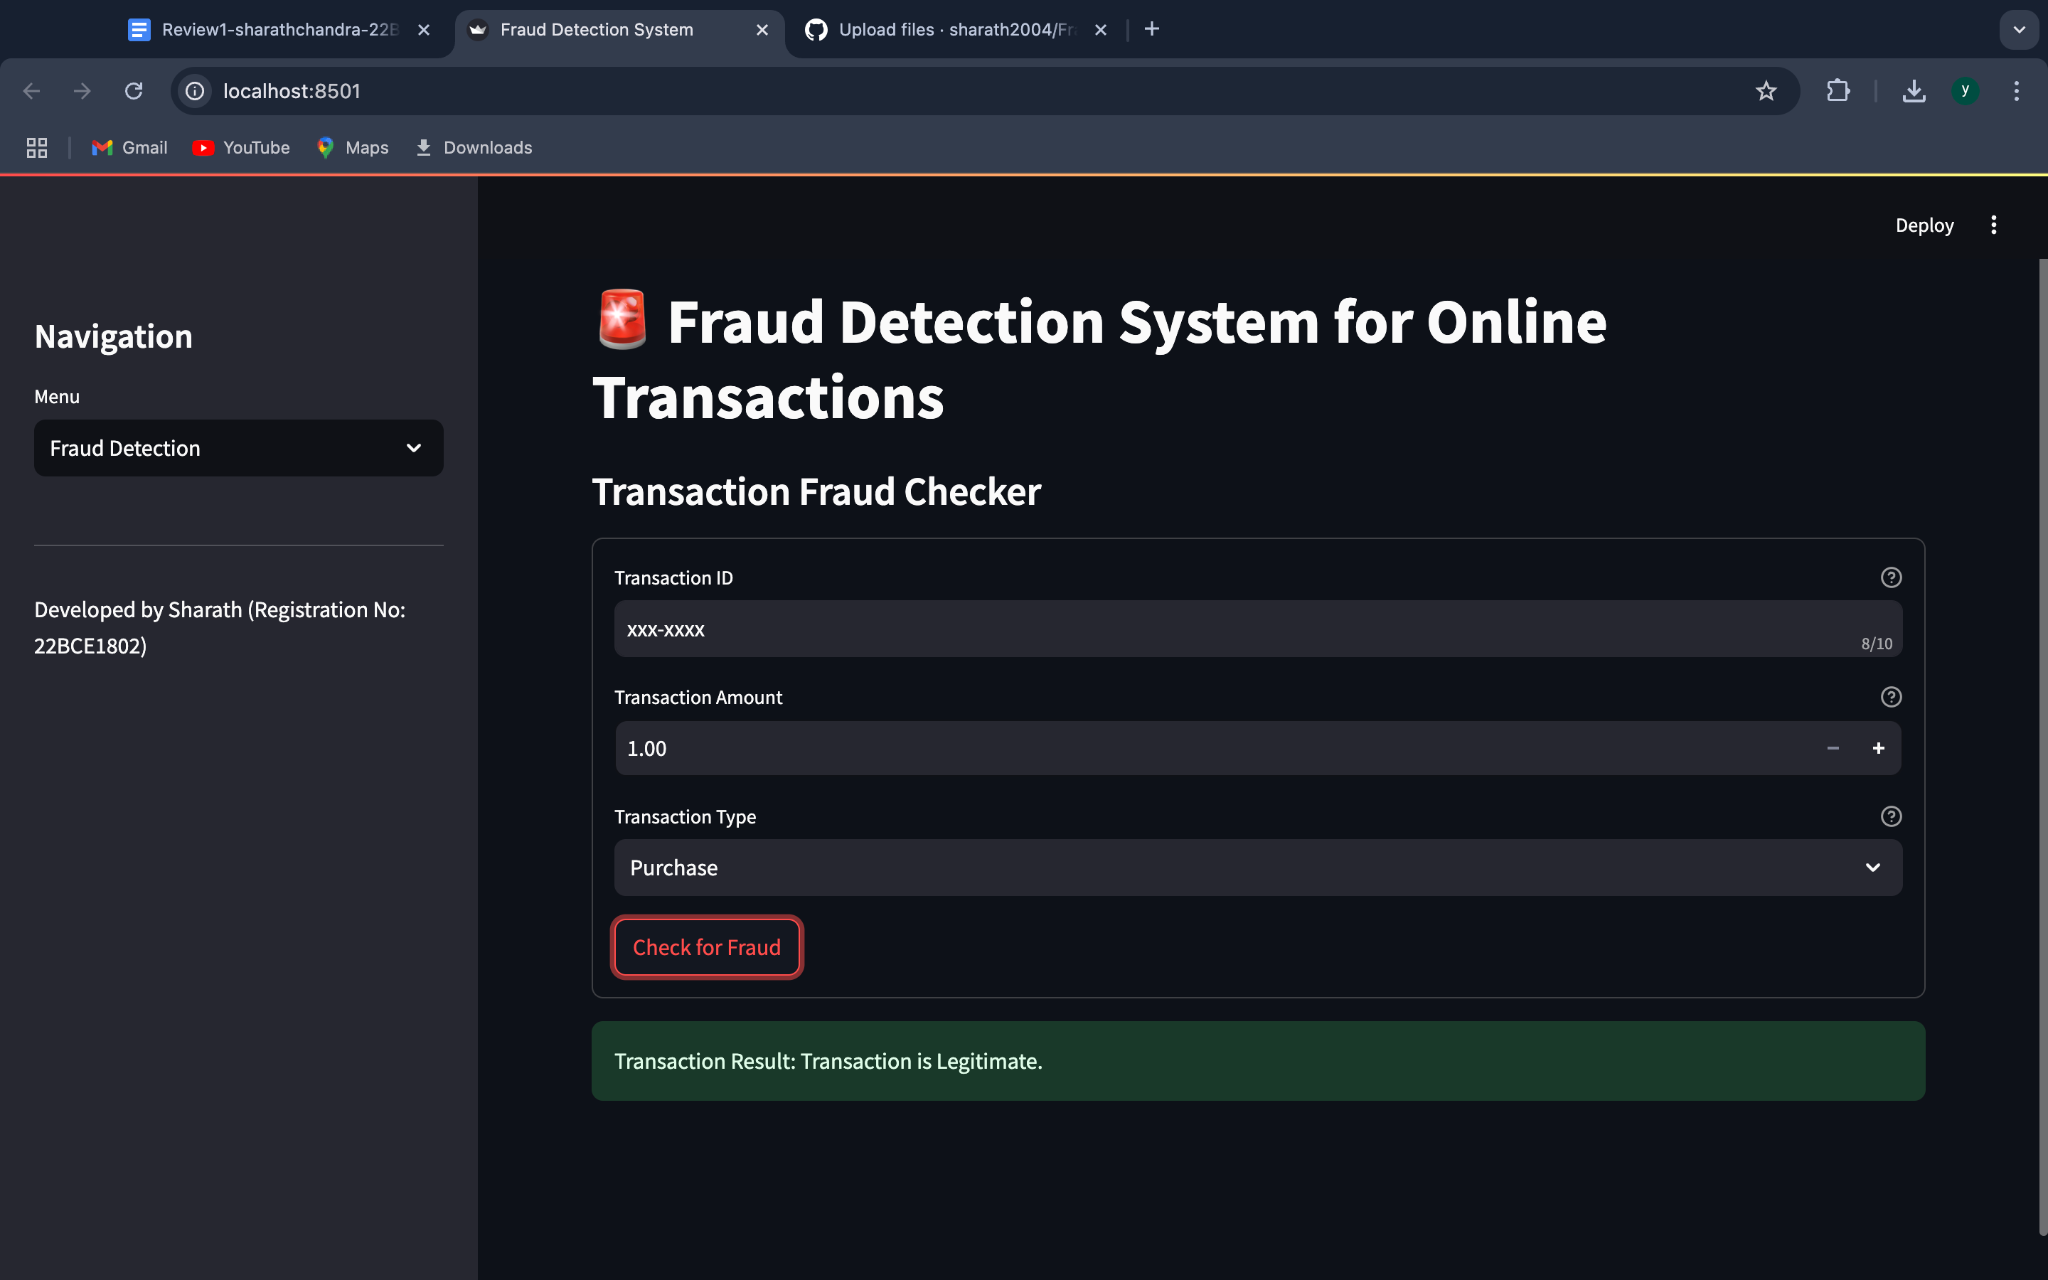 Review1-sharathchandra-22B
Fraud Detection System
Upload files · sharath2004/Fr
localhost:8501
y
Gmail
YouTube
Maps
Downloads
Deploy
Navigation
Menu
Fraud Detection
Developed by Sharath (Registration No:
22BCE1802)
Fraud Detection System for Online
Transactions
Transaction Fraud Checker
Transaction ID
xxx-xxxx
8/10
Transaction Amount
1.00
Transaction Type
Purchase
Check for Fraud
Transaction Result: Transaction is Legitimate.